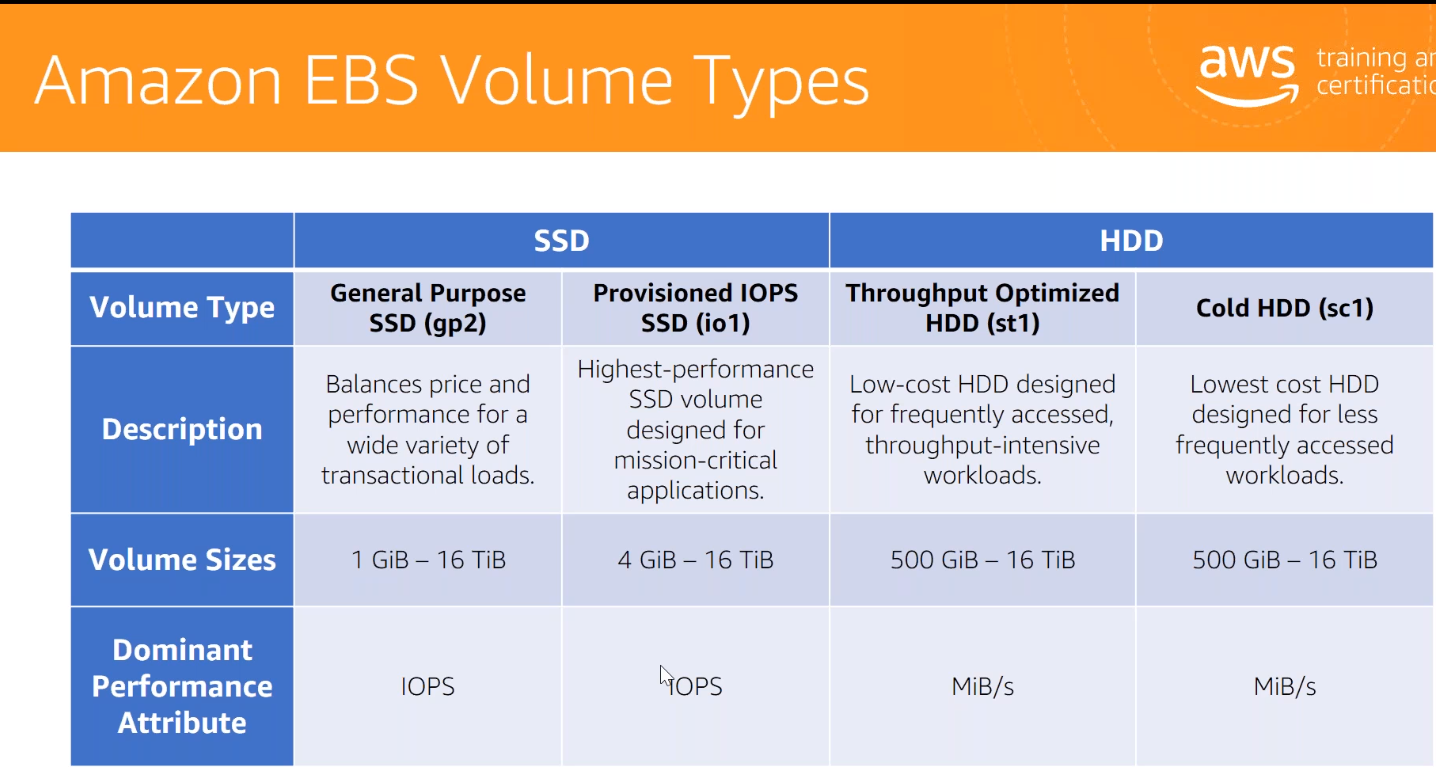 Amazon EBS Volume Types
aws
training
SSD
HDD
Volume Type
General Purpose
SSD (gp2)
Provisioned IOPS
SSD (io1)
Throughput Optimized
HDD (st1)
Cold HDD (sc1)
Description
Balances price and
performance for a
wide variety of
transactional loads.
Highest-performance
SSD volume
designed for
mission-critical
applications.
Low-cost HDD designed
for frequently accessed,
throughput-intensive
workloads.
Lowest cost HDD
designed for less
frequently accessed
workloads.
Volume Sizes
1 GiB – 16 TiB
4 GiB – 16 TiB
500 GiB – 16 TiB
500 GiB – 16 TiB
Dominant
Performance
Attribute
IOPS
IOPS
MiB/s
MiB/s